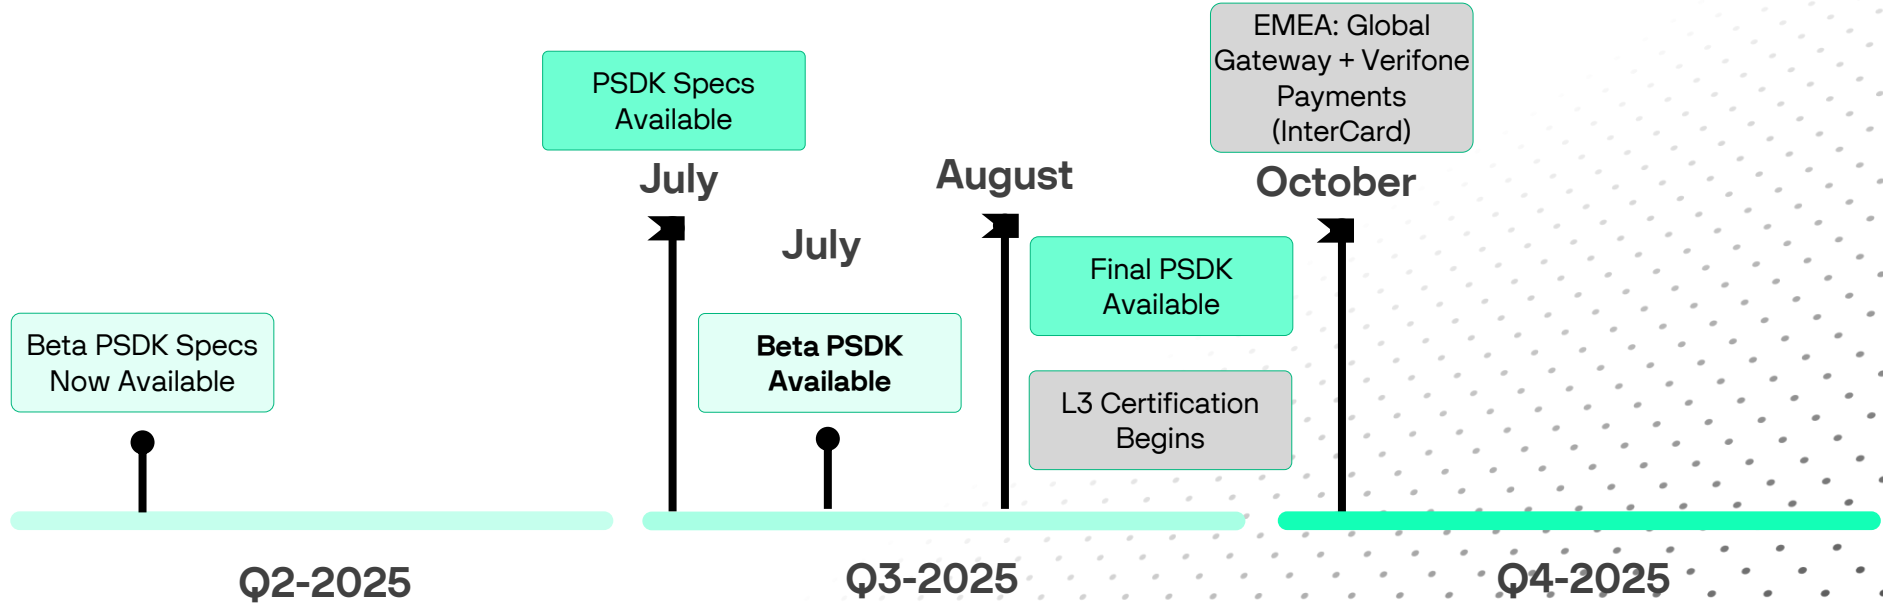 EMEA: Global
Gateway + Verifone
Payments
(InterCard)
PSDK Specs
Available
July
August
October
July
Final PSDK
Available
Beta PSDK Specs
Now Available
Beta PSDK
Available
L3 Certification
Begins
Q2-2025
Q3-2025
Q4-2025